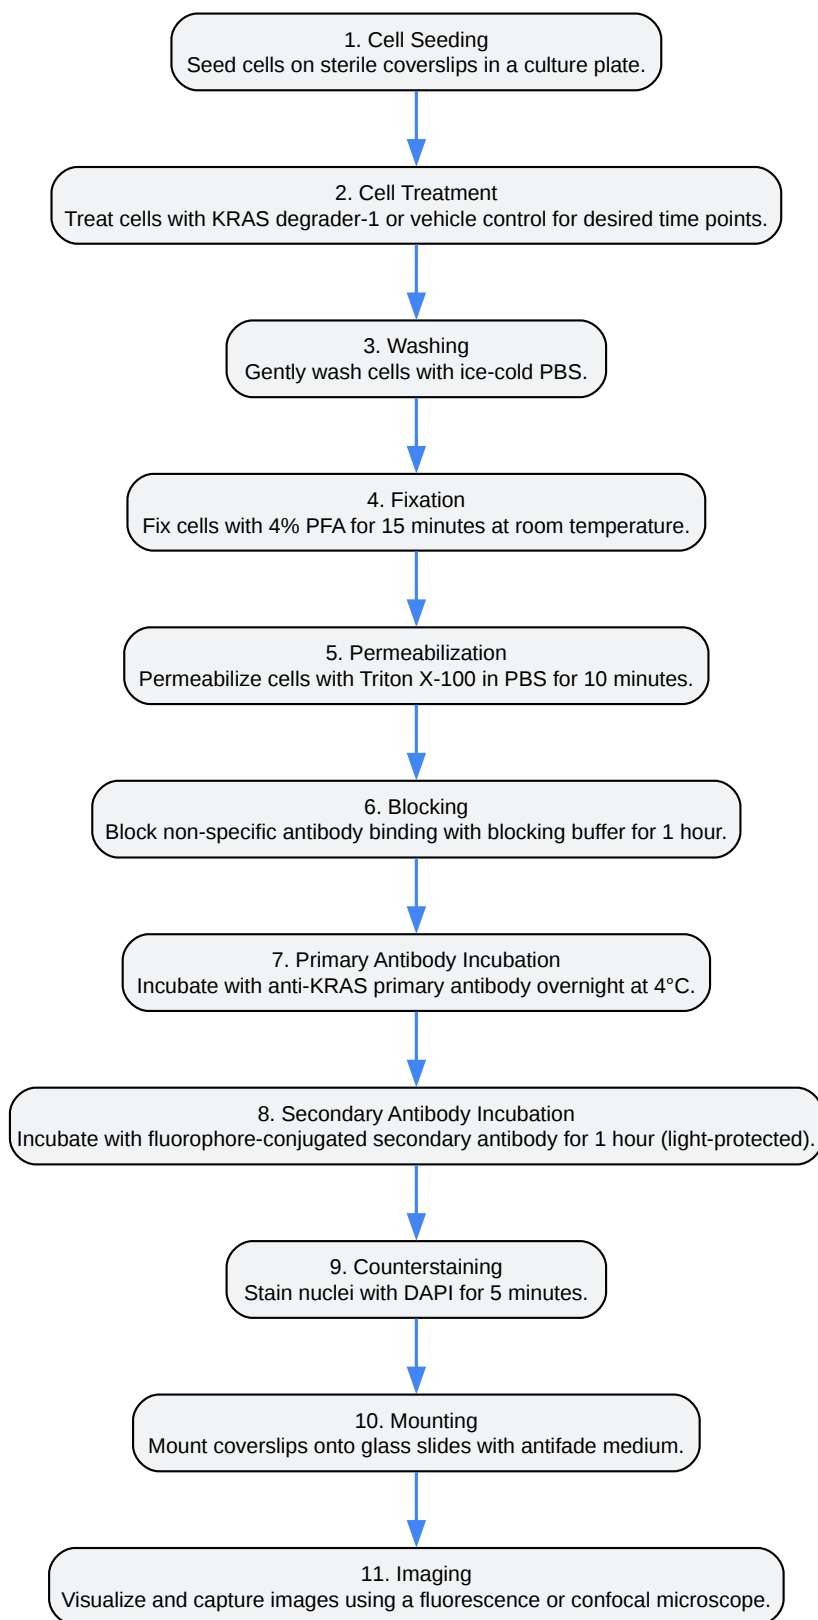 1. Cell Seeding
Seed cells on sterile coverslips in a culture plate.
2. Cell Treatment
Treat cells with KRAS degrader-1 or vehicle control for desired time points.
3. Washing
Gently wash cells with ice-cold PBS.
4. Fixation
Fix cells with 4% PFA for 15 minutes at room temperature.
5. Permeabilization
Permeabilize cells with Triton X-100 in PBS for 10 minutes.
6. Blocking
Block non-specific antibody binding with blocking buffer for 1 hour.
7. Primary Antibody Incubation
Incubate with anti-KRAS primary antibody overnight at 4°C.
8. Secondary Antibody Incubation
Incubate with fluorophore-conjugated secondary antibody for 1 hour (light-protected).
9. Counterstaining
Stain nuclei with DAPI for 5 minutes.
10. Mounting
Mount coverslips onto glass slides with antifade medium.
11. Imaging
Visualize and capture images using a fluorescence or confocal microscope.